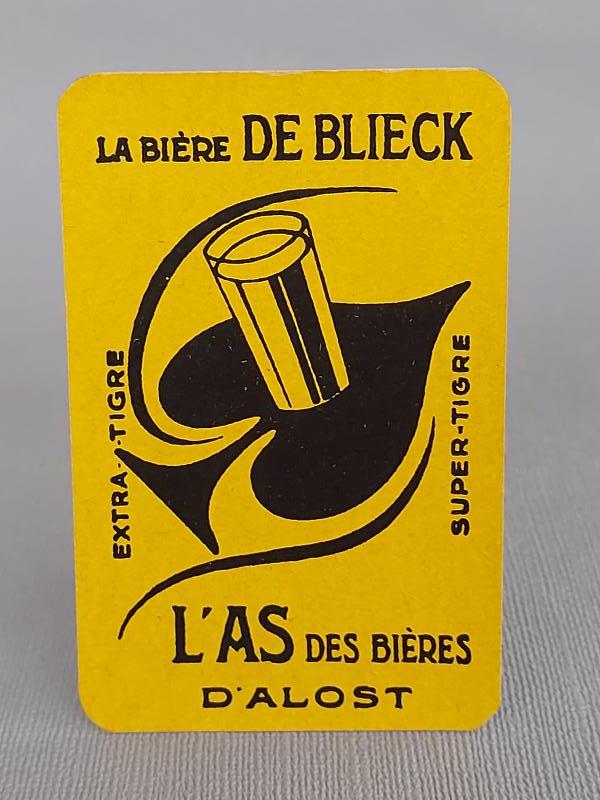 LA BIÈRE DE BLIECK
EXTRA-TIGRE
SUPER-TIGRE
L'AS DES BIÈRES
D'ALOST